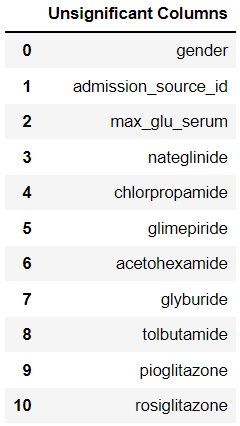 Unsignificant Columns
0 gender
1 admission_source_id
2 max_glu_serum
3 nateglinide
4 chlorpropamide
5 glimepiride
6 acetohexamide
7 glyburide
8 tolbutamide
9 pioglitazone
10 rosiglitazone